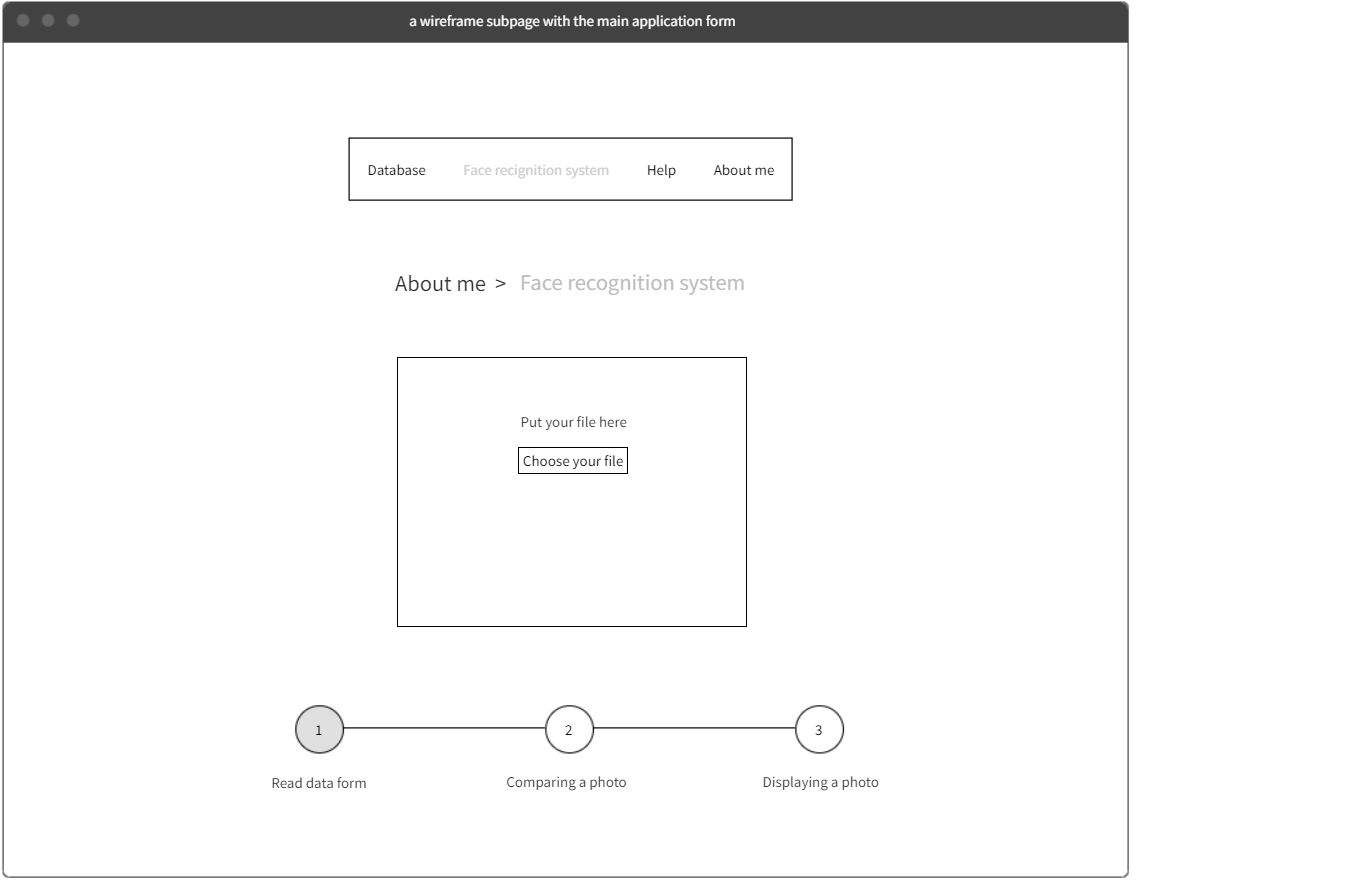 a wireframe subpage with the main application form
Database Face recignition system Help About me
About me > Face recognition system
Put your file here
Choose your file
1 2 3
Read data form Comparing a photo Displaying a photo